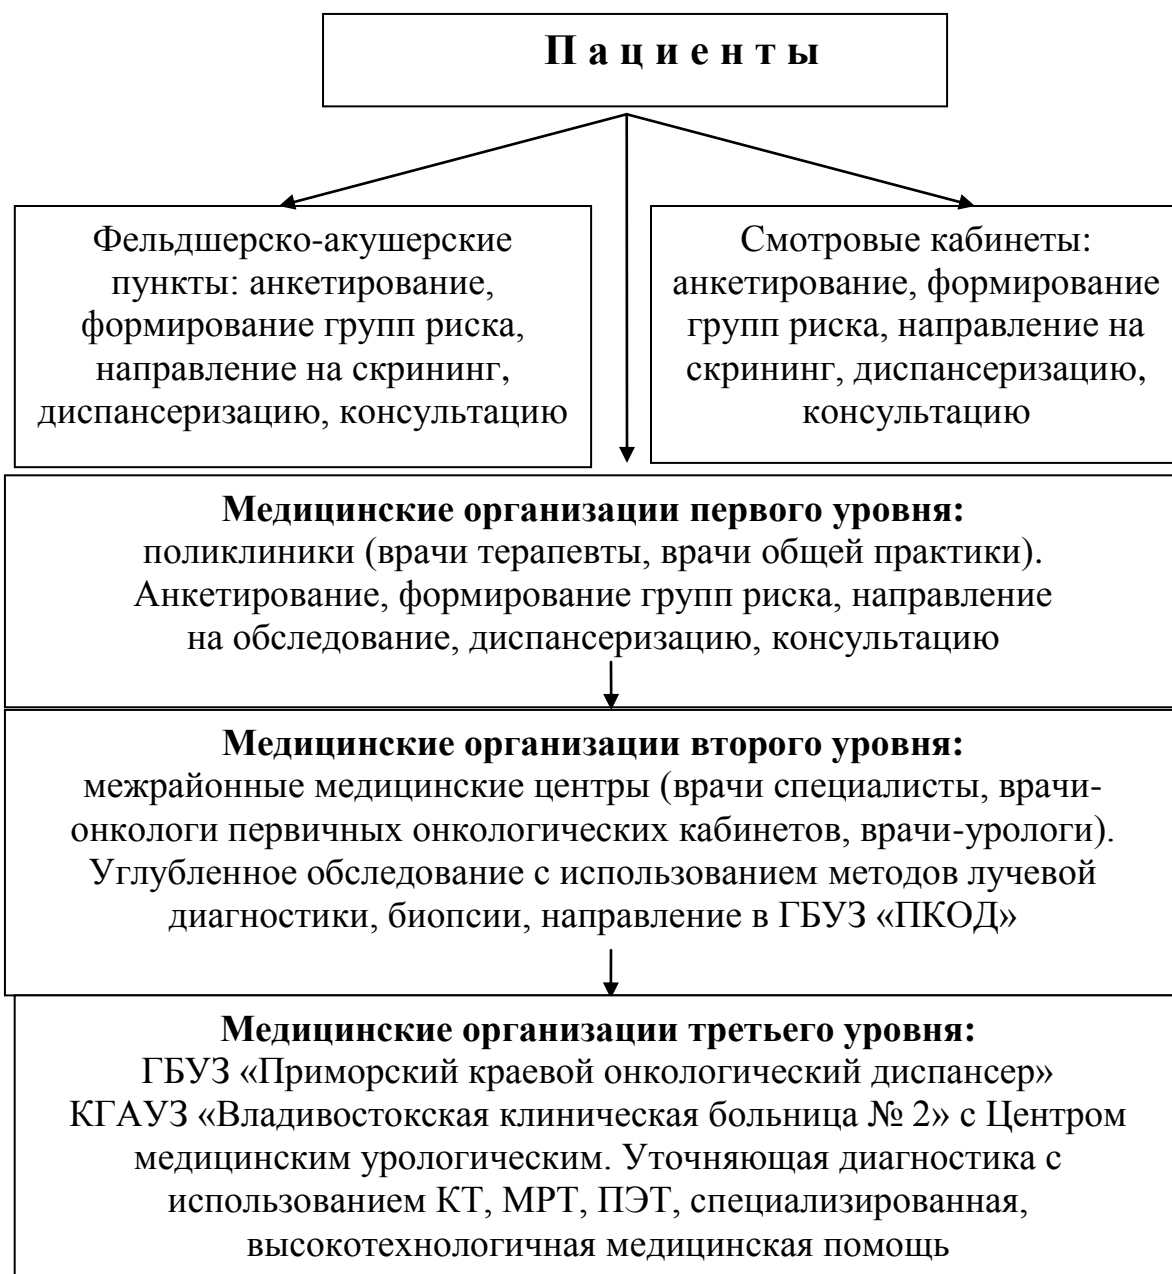 П а ц и е н т ы
Фельдшерско-акушерские
пункты: анкетирование,
формирование групп риска,
направление на скрининг,
диспансеризацию, консультацию
Смотровые кабинеты:
анкетирование, формирование
групп риска, направление на
скрининг, диспансеризацию,
консультацию
Медицинские организации первого уровня:
поликлиники (врачи терапевты, врачи общей практики).
Анкетирование, формирование групп риска, направление
на обследование, диспансеризацию, консультацию
Медицинские организации второго уровня:
межрайонные медицинские центры (врачи специалисты, врачи-
онкологи первичных онкологических кабинетов, врачи-урологи).
Углубленное обследование с использованием методов лучевой
диагностики, биопсии, направление в ГБУЗ «ПКОД»
Медицинские организации третьего уровня:
ГБУЗ «Приморский краевой онкологический диспансер»
КГАУЗ «Владивостокская клиническая больница № 2» с Центром
медицинским урологическим. Уточняющая диагностика с
использованием КТ, МРТ, ПЭТ, специализированная,
высокотехнологичная медицинская помощь